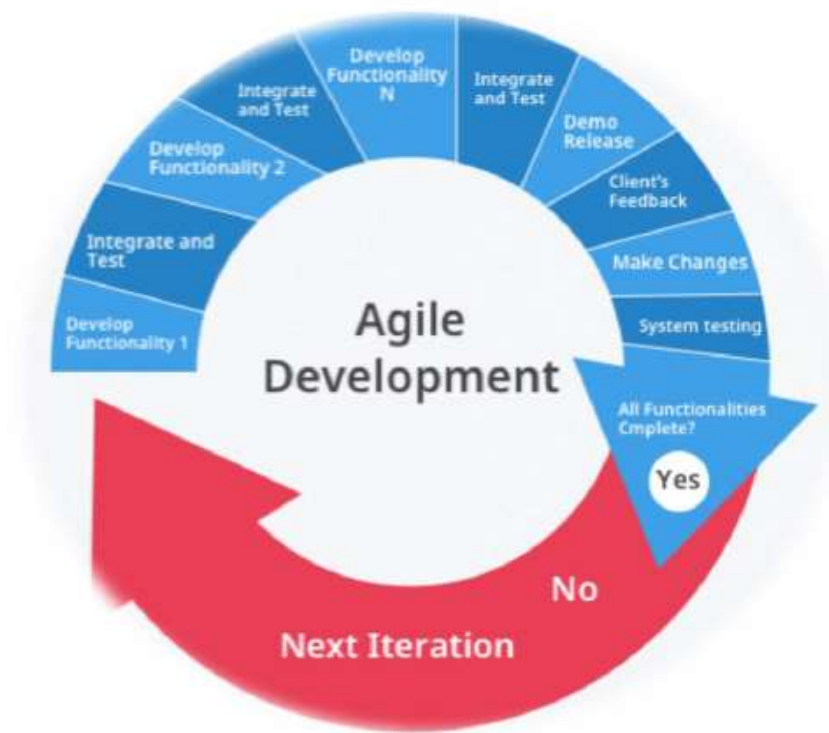 Develop
Functionality 1
Integrate and
Test
Develop
Functionality 2
Integrate
and Test
Develop
Functionality
N
Integrate
and Test
Demo
Release
Client's
Feedback
Make Changes
System testing
All Functionalities
Cmplete?
Yes
No
Next Iteration
Agile
Development